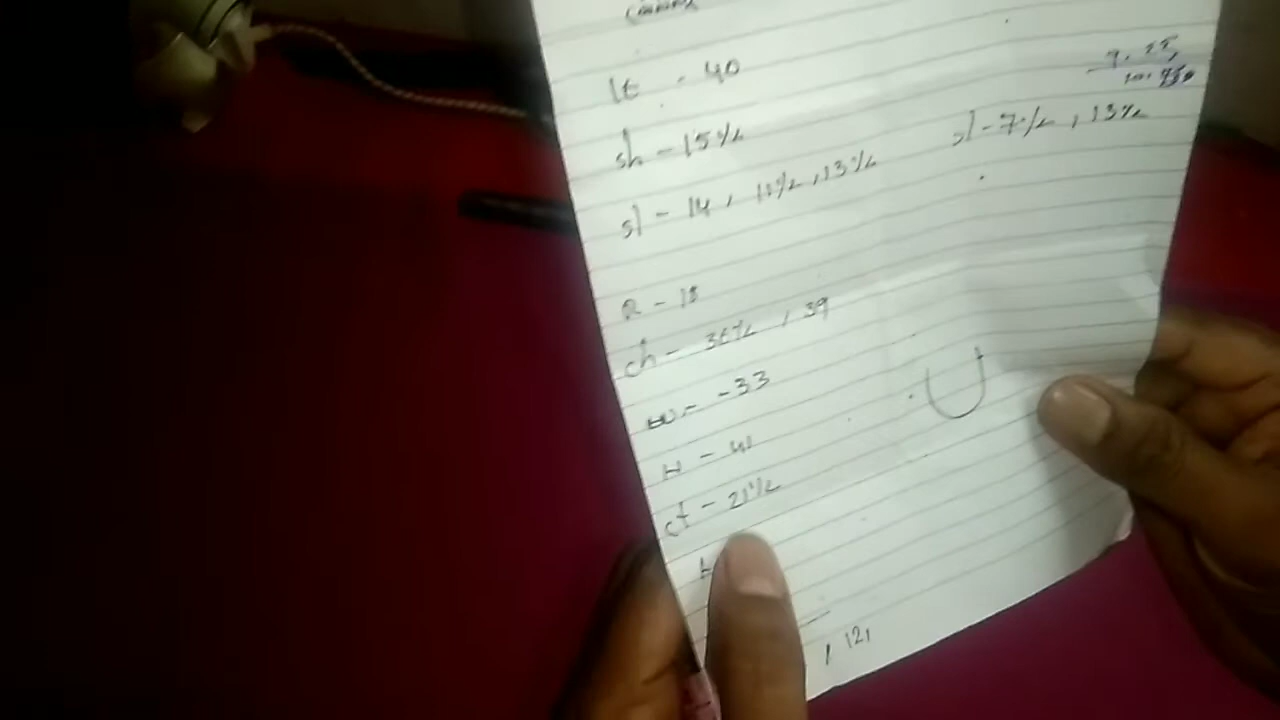 lt - 40
sh - 15½
sl - 14, 11½, 13½
sl - 7½, 13½
R - 18
ch - 36½, 39
w - 33
H - 41
ct - 21½
, 12,